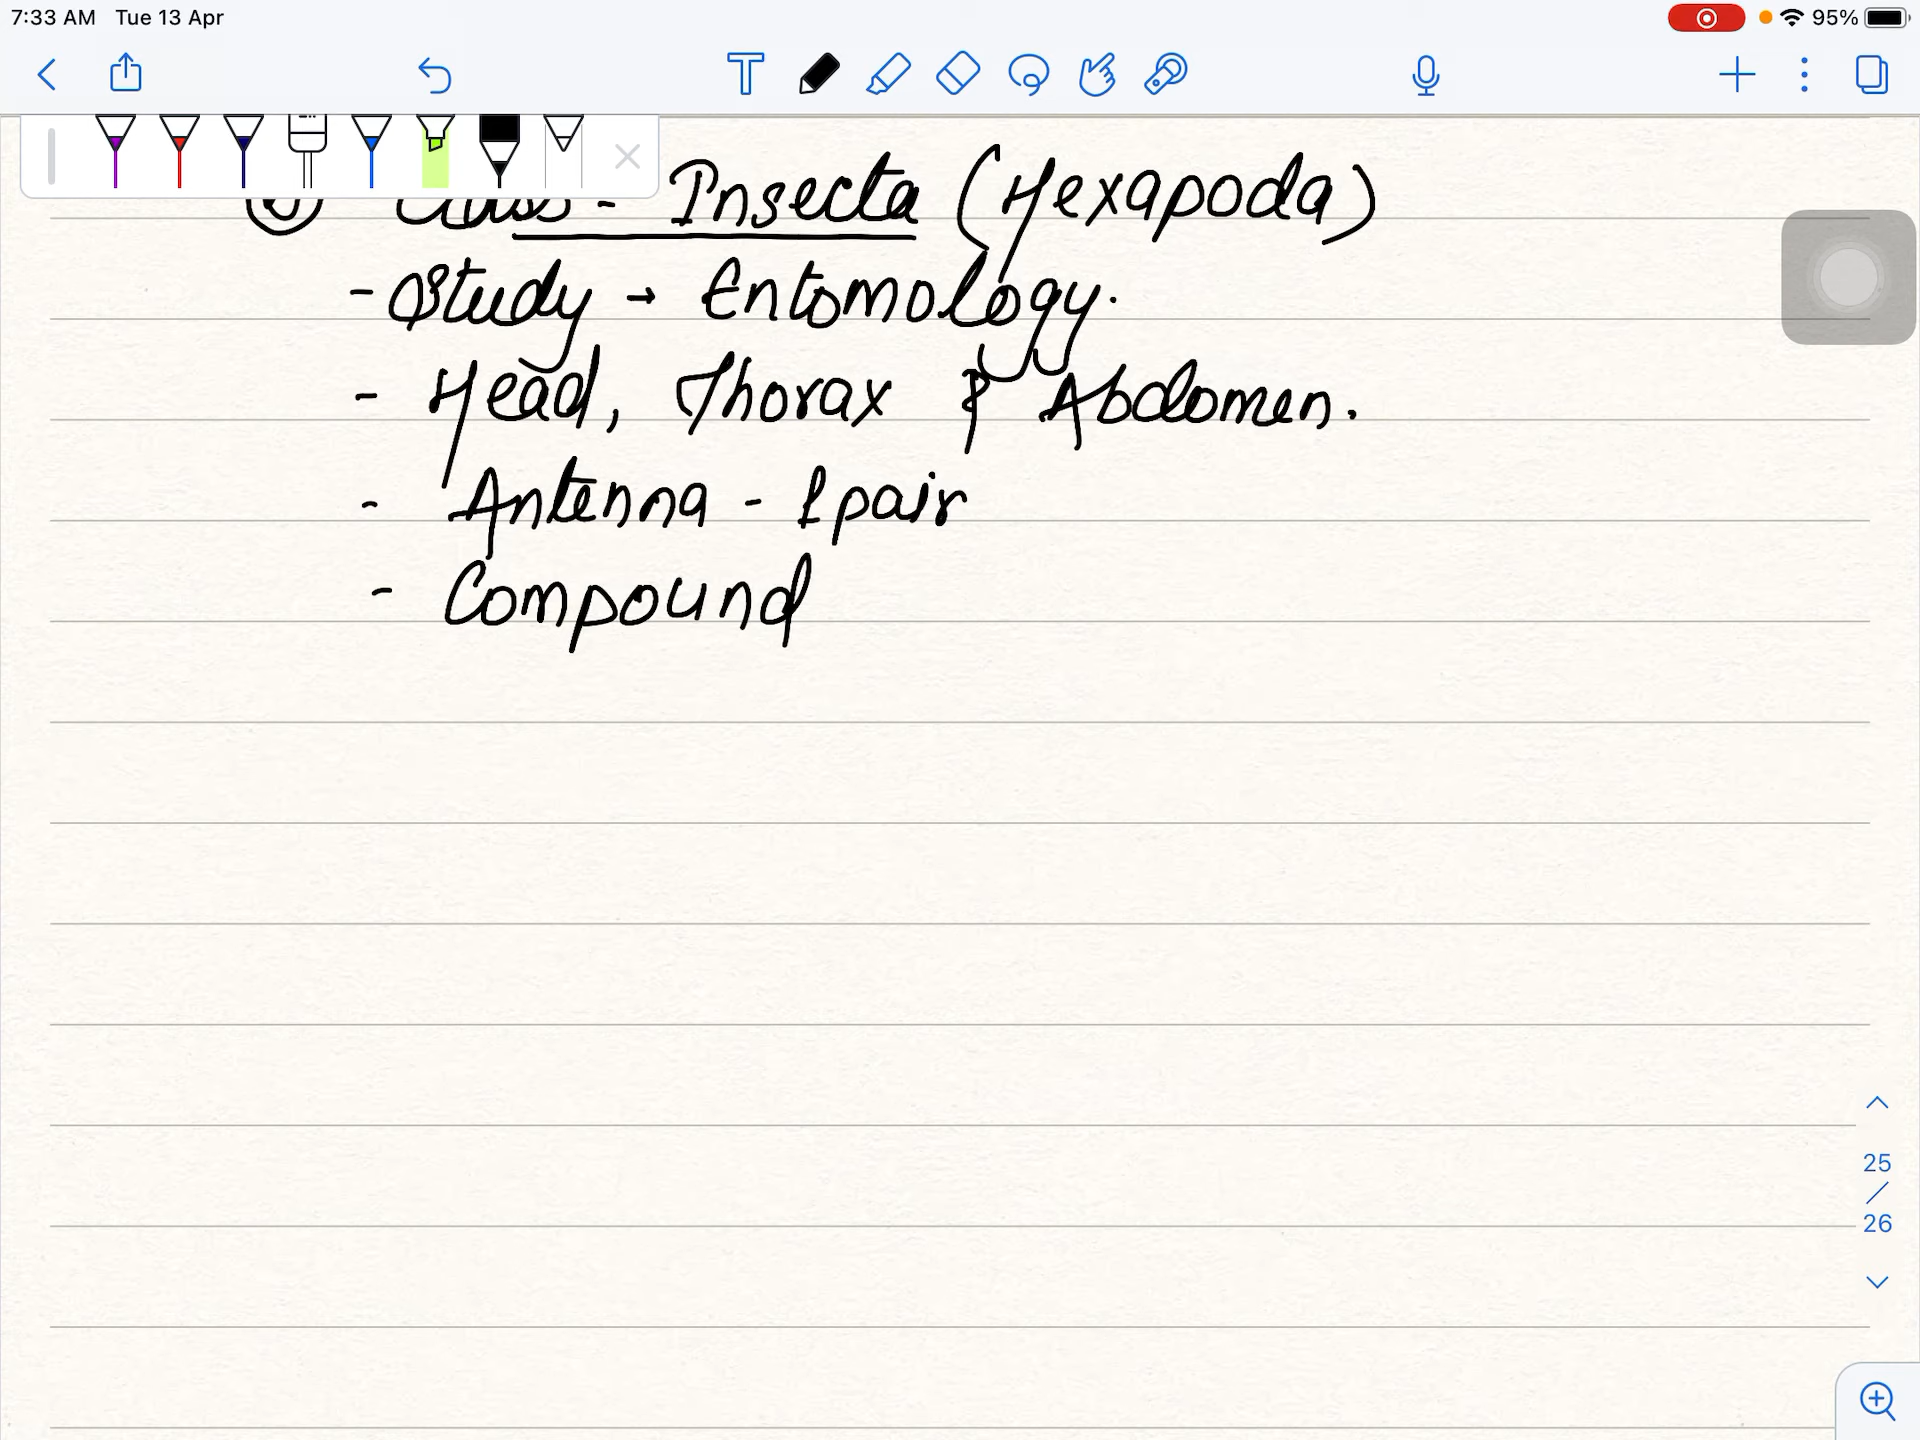 7:33 AM Tue 13 Apr 95%
Class - Insecta (Hexapoda)
- Study → Entomology.
- Head, Thorax & Abdomen.
- Antenna - 1 pair
- Compound
25
/
26